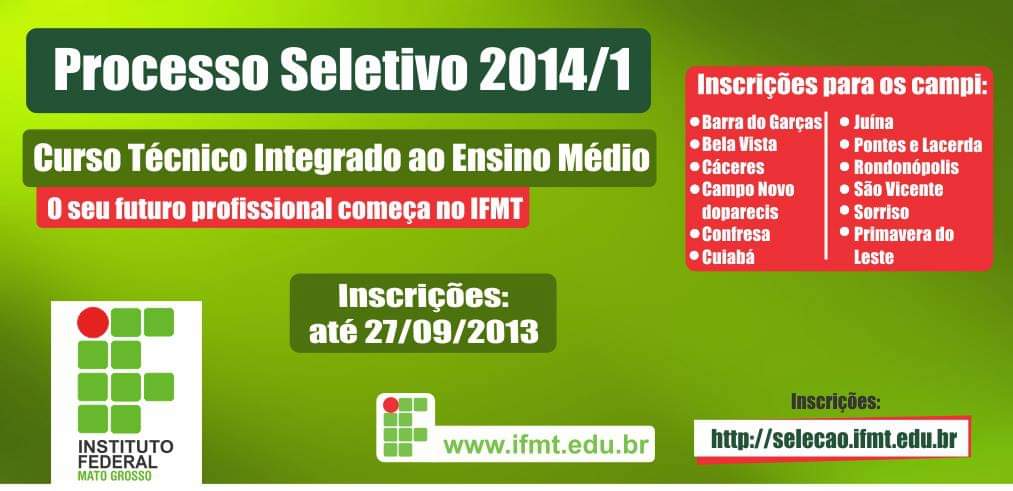 Processo Seletivo 2014/1
Curso Técnico Integrado ao Ensino Médio
O seu futuro profissional começa no IFMT
Inscrições para os campi:
Barra do Garças
Bela Vista
Cáceres
Campo Novo
doparecis
Confresa
Cuiabá
Juína
Pontes e Lacerda
Rondonópolis
São Vicente
Sorriso
Primavera do
Leste
Inscrições:
até 27/09/2013
INSTITUTO
FEDERAL
MATO GROSSO
www.ifmt.edu.br
Inscrições:
http://selecao.ifmt.edu.br